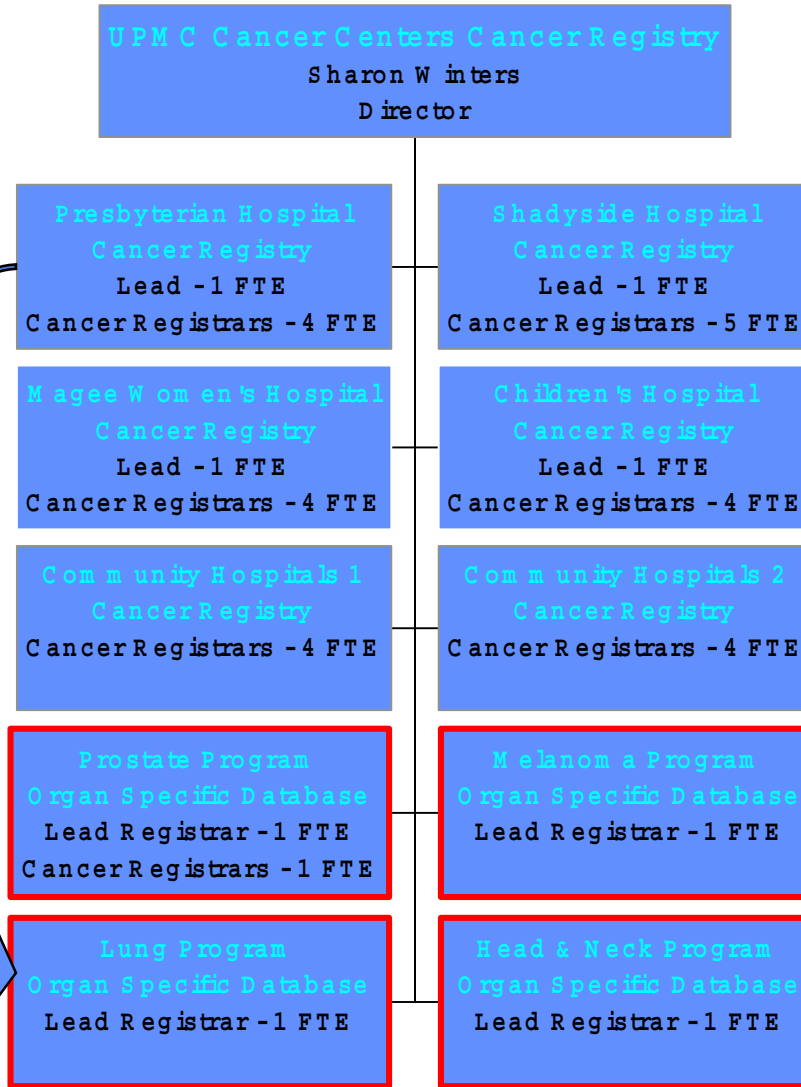 UPMC Cancer Centers Cancer Registry
Sharon Winters
Director
Presbyterian Hospital
Cancer Registry
Lead - 1 FTE
Cancer Registrars - 4 FTE
Shadyside Hospital
Cancer Registry
Lead - 1 FTE
Cancer Registrars - 5 FTE
Magee Women's Hospital
Cancer Registry
Lead - 1 FTE
Cancer Registrars - 4 FTE
Children's Hospital
Cancer Registry
Lead - 1 FTE
Cancer Registrars - 4 FTE
Community Hospitals 1
Cancer Registry
Cancer Registrars - 4 FTE
Community Hospitals 2
Cancer Registry
Cancer Registrars - 4 FTE
Prostate Program
Organ Specific Database
Lead Registrar - 1 FTE
Cancer Registrars - 1 FTE
Melanoma Program
Organ Specific Database
Lead Registrar - 1 FTE
Lung Program
Organ Specific Database
Lead Registrar - 1 FTE
Head & Neck Program
Organ Specific Database
Lead Registrar - 1 FTE